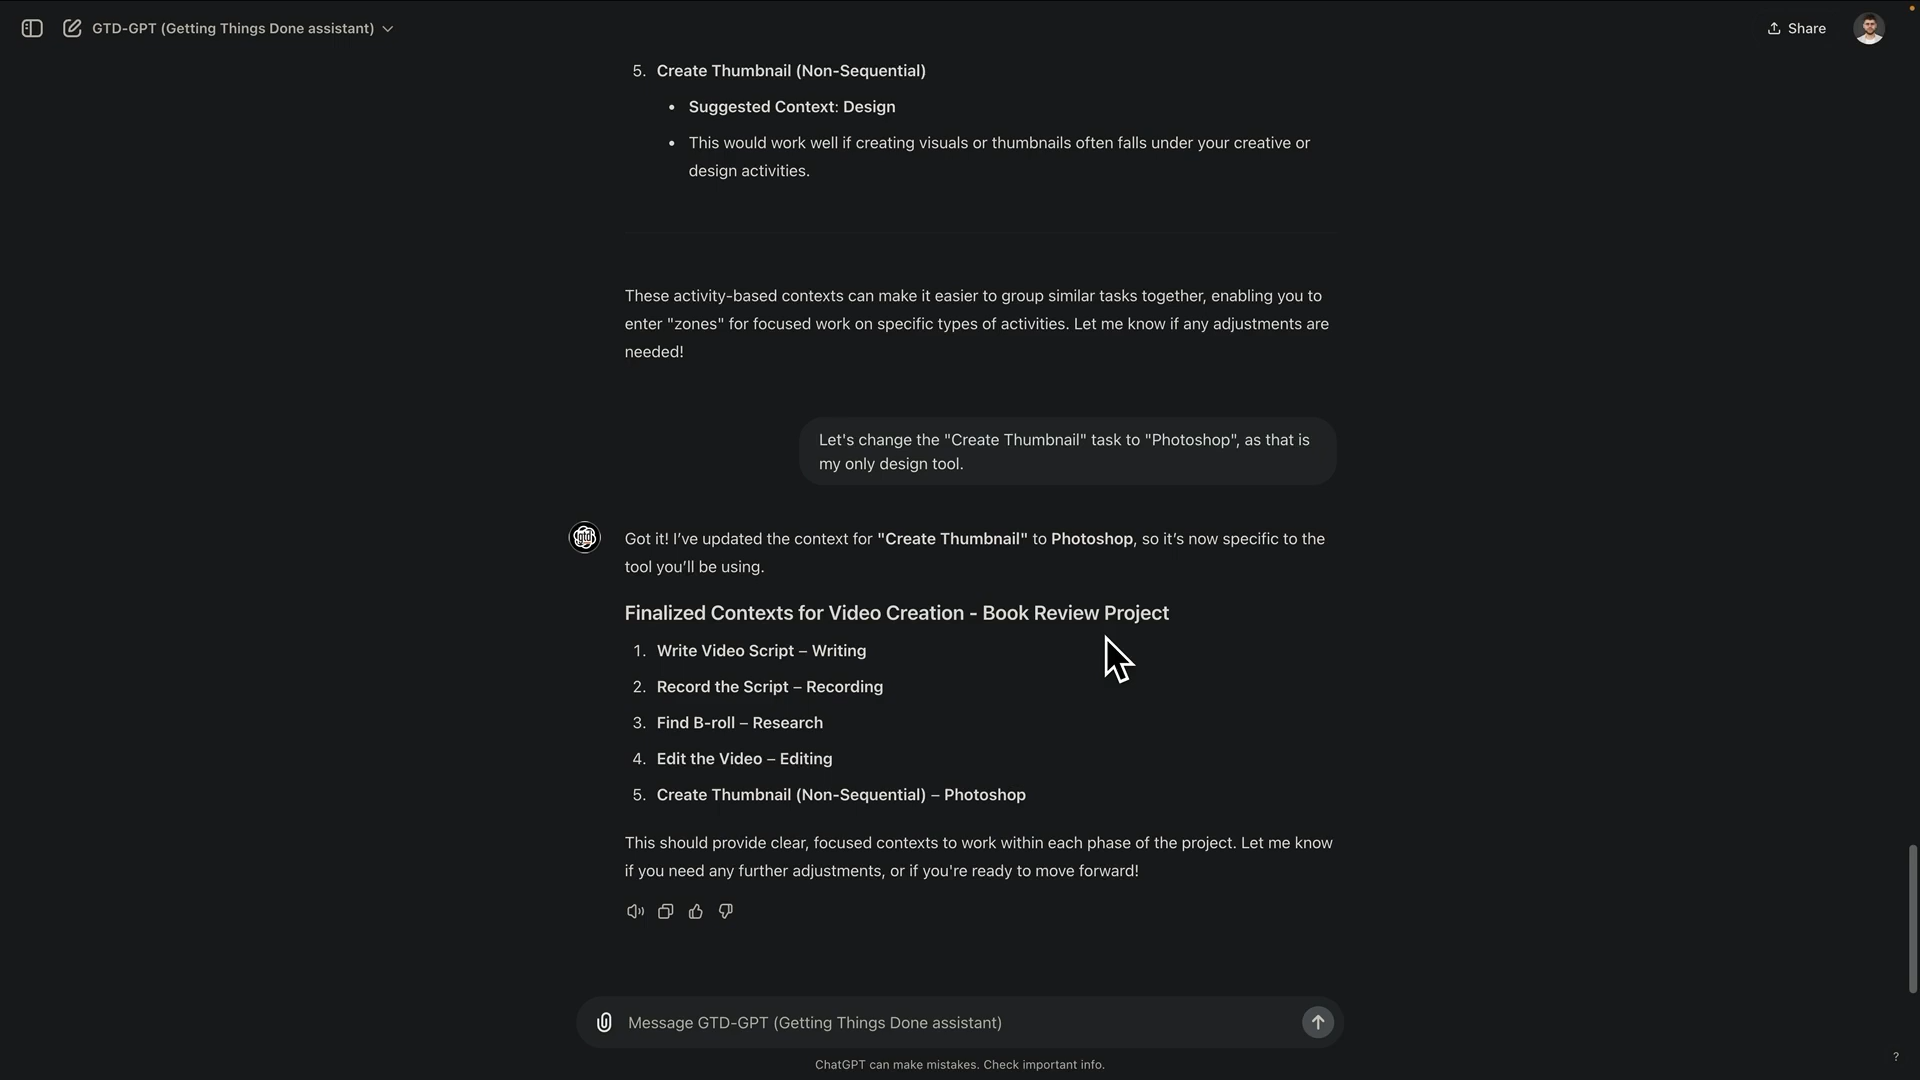 GTD-GPT (Getting Things Done assistant)
Share
5. Create Thumbnail (Non-Sequential)
• Suggested Context: Design
• This would work well if creating visuals or thumbnails often falls under your creative or
design activities.
These activity-based contexts can make it easier to group similar tasks together, enabling you to
enter "zones" for focused work on specific types of activities. Let me know if any adjustments are
needed!
Let's change the "Create Thumbnail" task to "Photoshop", as that is
my only design tool.
Got it! I’ve updated the context for "Create Thumbnail" to Photoshop, so it’s now specific to the
tool you’ll be using.
Finalized Contexts for Video Creation - Book Review Project
1. Write Video Script – Writing
2. Record the Script – Recording
3. Find B-roll – Research
4. Edit the Video – Editing
5. Create Thumbnail (Non-Sequential) – Photoshop
This should provide clear, focused contexts to work within each phase of the project. Let me know
if you need any further adjustments, or if you're ready to move forward!
Message GTD-GPT (Getting Things Done assistant)
ChatGPT can make mistakes. Check important info.
?